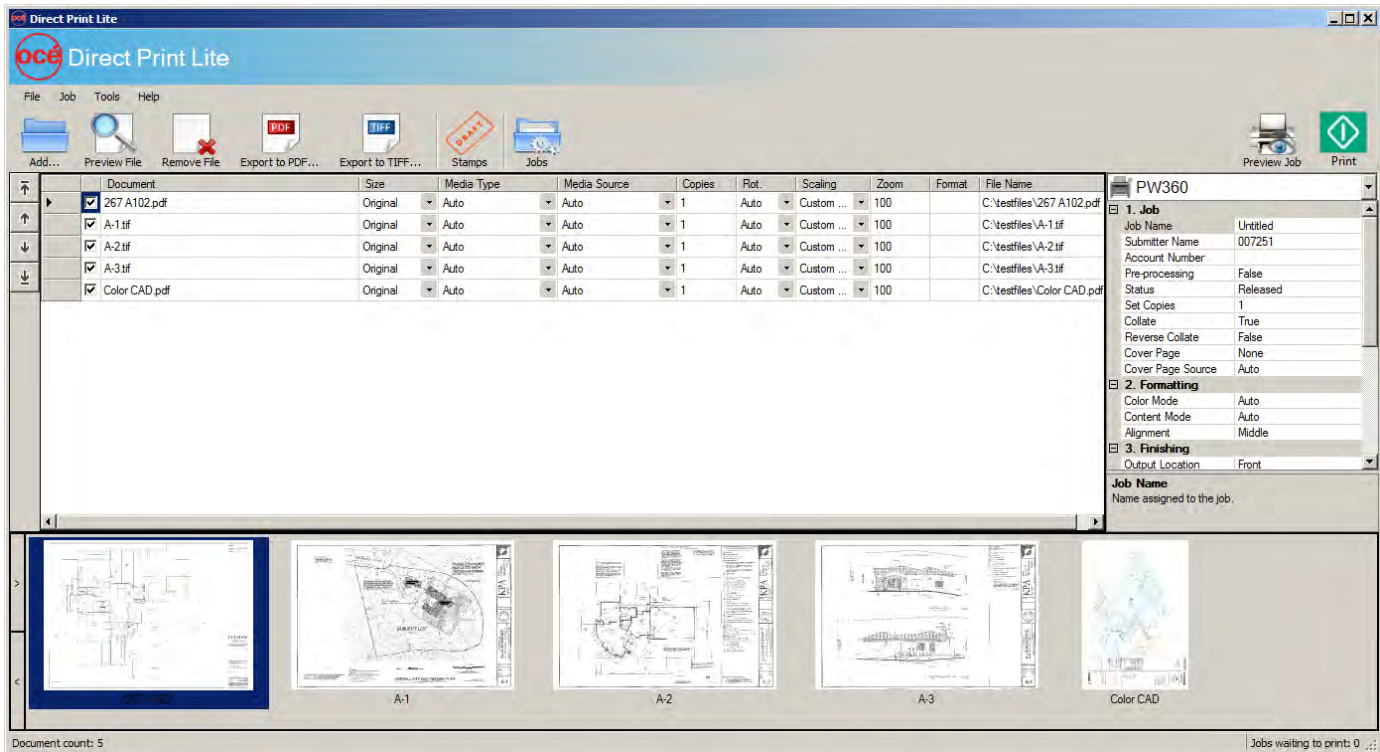 océ Direct Print Lite
océ Direct Print Lite
File Job Tools Help
PDF TIFF DRAFT
Add... Preview File Remove File Export to PDF... Export to TIFF... Stamps Jobs Preview Job Print
Document Size Media Type Media Source Copies Rot. Scaling Zoom Format File Name
267 A102.pdf Original Auto Auto 1 Auto Custom ... 100 C:\testfiles\267 A102.pdf
A-1.tif Original Auto Auto 1 Auto Custom ... 100 C:\testfiles\A-1.tif
A-2.tif Original Auto Auto 1 Auto Custom ... 100 C:\testfiles\A-2.tif
A-3.tif Original Auto Auto 1 Auto Custom ... 100 C:\testfiles\A-3.tif
Color CAD.pdf Original Auto Auto 1 Auto Custom ... 100 C:\testfiles\Color CAD.pdf
PW360
1. Job
Job Name Untitled
Submitter Name 007251
Account Number
Pre-processing False
Status Released
Set Copies 1
Collate True
Reverse Collate False
Cover Page None
Cover Page Source Auto
2. Formatting
Color Mode Auto
Content Mode Auto
Alignment Middle
3. Finishing
Output Location Front
Job Name
Name assigned to the job.
KPA KPA KPA
A-1 A-2 A-3 Color CAD
Document count: 5 Jobs waiting to print: 0